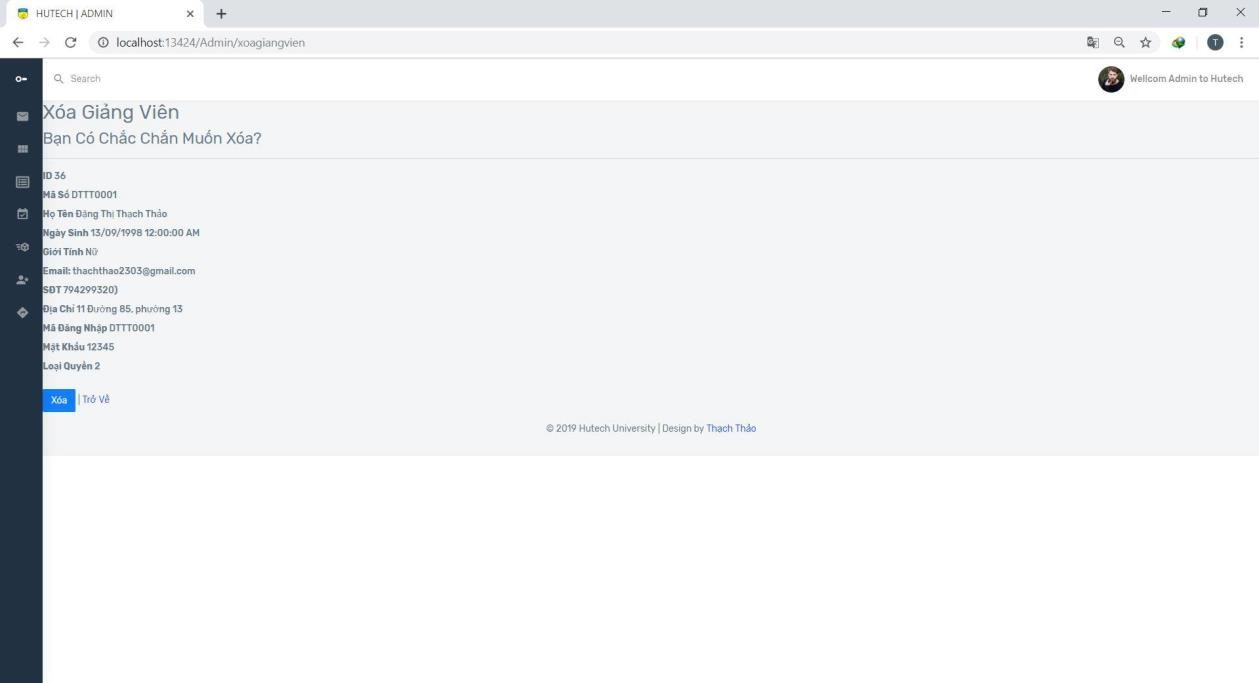 HUTECH | ADMIN
localhost:13424/Admin/xoagiangvien
T
Search
Wellcom Admin to Hutech
Xóa Giảng Viên
Bạn Có Chắc Chắn Muốn Xóa?
ID 36
Mã Số DTTT0001
Họ Tên Đặng Thị Thạch Thảo
Ngày Sinh 13/09/1998 12:00:00 AM
Giới Tính Nữ
Email: thachthao2303@gmail.com
SĐT 794299320)
Địa Chỉ 11 Đường 85, phường 13
Mã Đăng Nhập DTTT0001
Mật Khẩu 12345
Loại Quyền 2
Xóa | Trở Về
© 2019 Hutech University | Design by Thạch Thảo